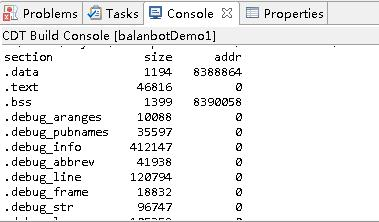 Problems Tasks Console Properties
CDT Build Console [balanbotDemo1]
section size addr
.data 1194 8388864
.text 46816 0
.bss 1399 8390058
.debug_aranges 10088 0
.debug_pubnames 35597 0
.debug_info 412147 0
.debug_abbrev 41938 0
.debug_line 120794 0
.debug_frame 18832 0
.debug_str 96747 0